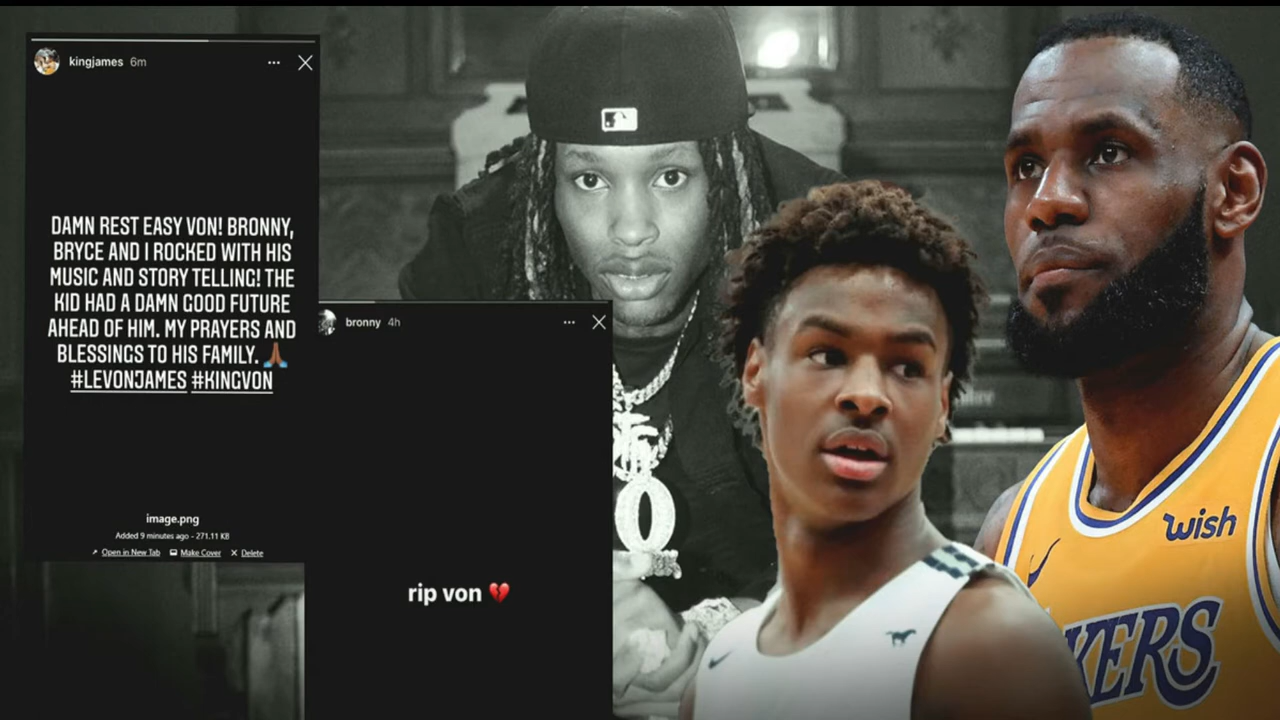 kingjames 6m
DAMN REST EASY VON! BRONNY,
BRYCE AND I ROCKED WITH HIS
MUSIC AND STORY TELLING! THE
KID HAD A DAMN GOOD FUTURE
AHEAD OF HIM. MY PRAYERS AND
BLESSINGS TO HIS FAMILY. 🙏🏾
#LEVONJAMES #KINGVON
image.png
Added 9 minutes ago - 271.11 KB
Open in New Tab Make Cover Delete
bronny 4h
rip von 💔
wish
KERS